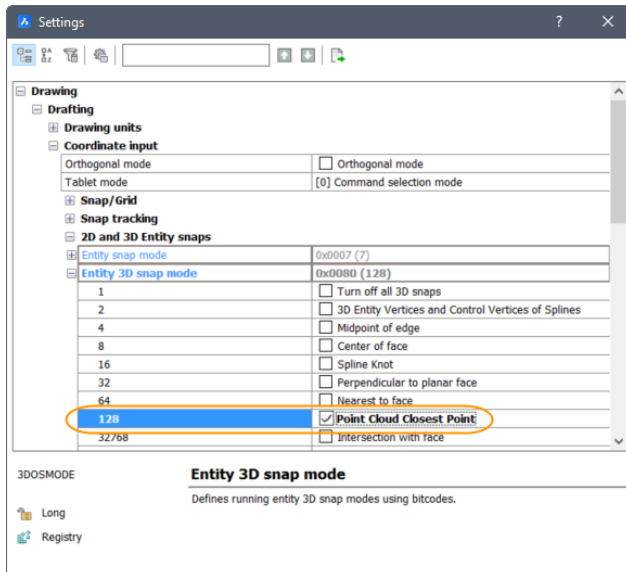 Settings
Drawing
Drafting
Drawing units
Coordinate input
Orthogonal mode Orthogonal mode
Tablet mode [0] Command selection mode
Snap/Grid
Snap tracking
2D and 3D Entity snaps
Entity snap mode 0x0007 (7)
Entity 3D snap mode 0x0080 (128)
1 Turn off all 3D snaps
2 3D Entity Vertices and Control Vertices of Splines
4 Midpoint of edge
8 Center of face
16 Spline Knot
32 Perpendicular to planar face
64 Nearest to face
128 Point Cloud Closest Point
32768 Intersection with face
3DOSMODE Entity 3D snap mode
Defines running entity 3D snap modes using bitcodes.
Long
Registry